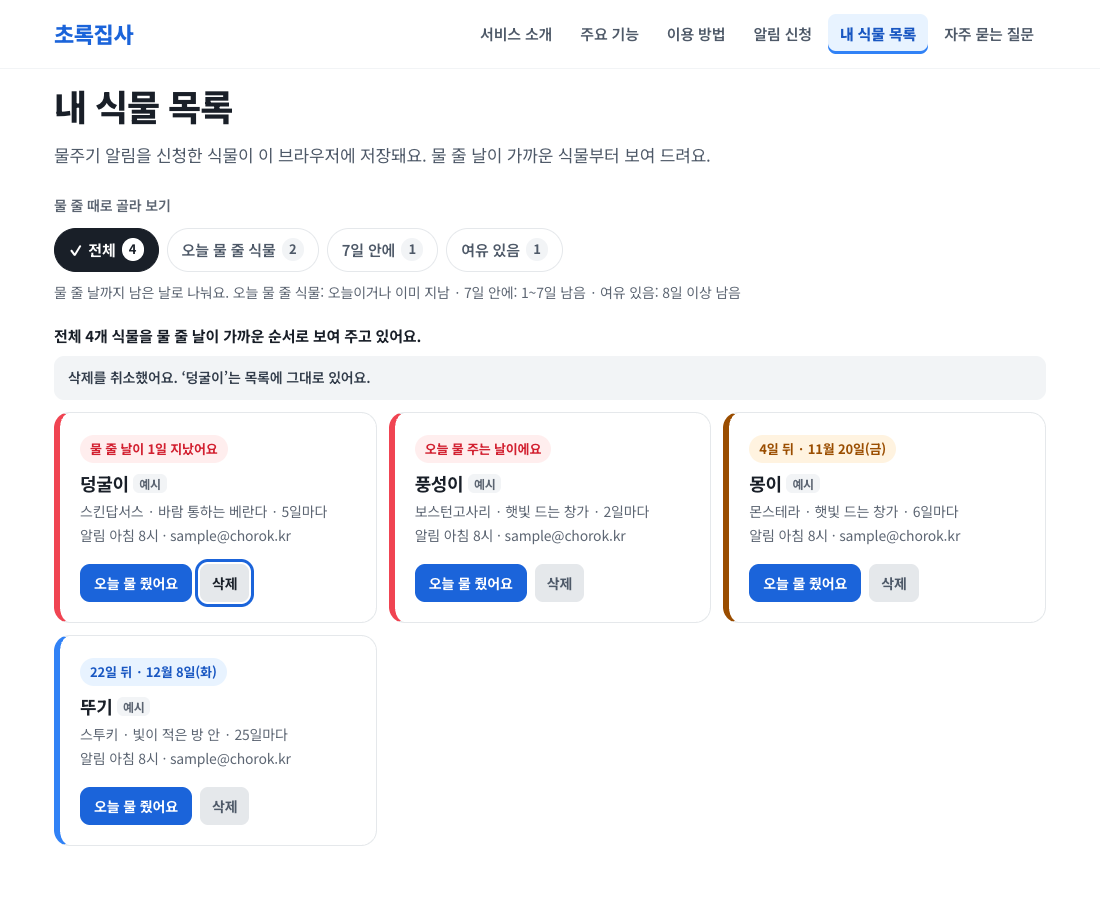 초록집사
서비스 소개
주요 기능
이용 방법
알림 신청
내 식물 목록
자주 묻는 질문
내 식물 목록
물주기 알림을 신청한 식물이 이 브라우저에 저장돼요. 물 줄 날이 가까운 식물부터 보여 드려요.
물 줄 때로 골라 보기
✓ 전체 4
오늘 물 줄 식물 2
7일 안에 1
여유 있음 1
물 줄 날까지 남은 날로 나눠요. 오늘 물 줄 식물: 오늘이거나 이미 지남 · 7일 안에: 1~7일 남음 · 여유 있음: 8일 이상 남음
전체 4개 식물을 물 줄 날이 가까운 순서로 보여 주고 있어요.
삭제를 취소했어요. ‘덩굴이’는 목록에 그대로 있어요.
물 줄 날이 1일 지났어요
덩굴이 예시
스킨답서스 · 바람 통하는 베란다 · 5일마다
알림 아침 8시 · sample@chorok.kr
오늘 물 줬어요
삭제
오늘 물 주는 날이에요
풍성이 예시
보스턴고사리 · 햇빛 드는 창가 · 2일마다
알림 아침 8시 · sample@chorok.kr
오늘 물 줬어요
삭제
4일 뒤 · 11월 20일(금)
몽이 예시
몬스테라 · 햇빛 드는 창가 · 6일마다
알림 아침 8시 · sample@chorok.kr
오늘 물 줬어요
삭제
22일 뒤 · 12월 8일(화)
뚜기 예시
스투키 · 빛이 적은 방 안 · 25일마다
알림 아침 8시 · sample@chorok.kr
오늘 물 줬어요
삭제